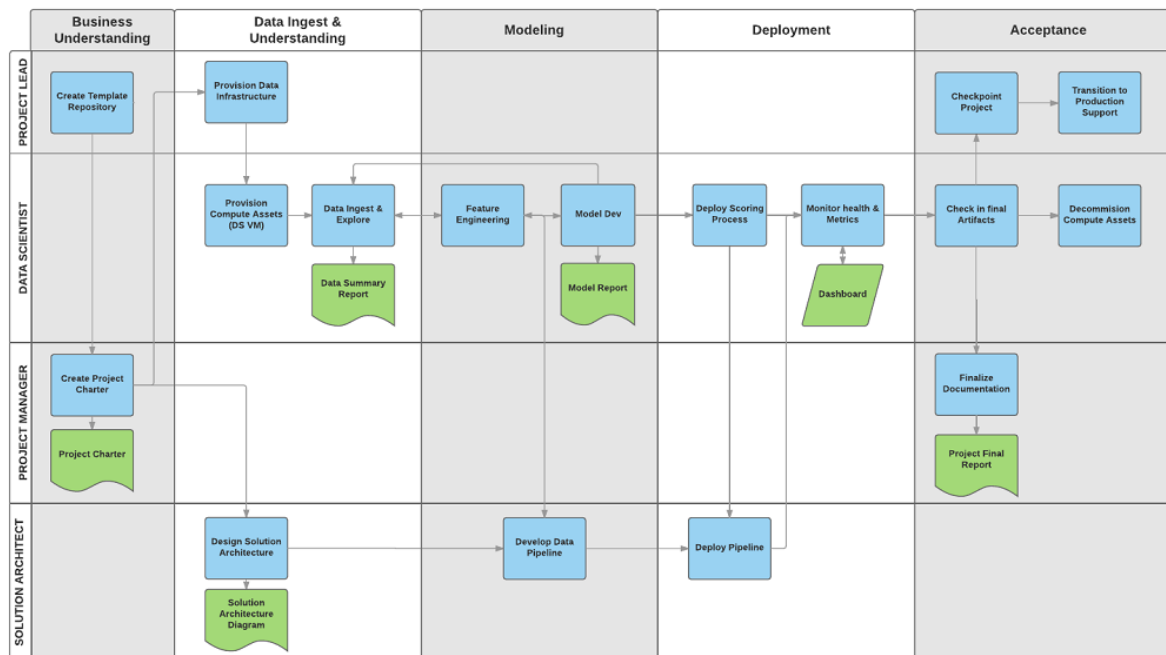 Business
Understanding
Data Ingest &
Understanding
Modeling
Deployment
Acceptance
PROJECT LEAD
Create Template
Repository
Provision Data
Infrastructure
Checkpoint
Project
Transition to
Production
Support
DATA SCIENTIST
Provision
Compute Assets
(DS VM)
Data Ingest &
Explore
Feature
Engineering
Model Dev
Deploy Scoring
Process
Monitor health &
Metrics
Check in final
Artifacts
Decommision
Compute Assets
Data Summary
Report
Model Report
Dashboard
PROJECT MANAGER
Create Project
Charter
Finalize
Documentation
Project Charter
Project Final
Report
SOLUTION ARCHITECT
Design Solution
Architecture
Develop Data
Pipeline
Deploy Pipeline
Solution
Architecture
Diagram